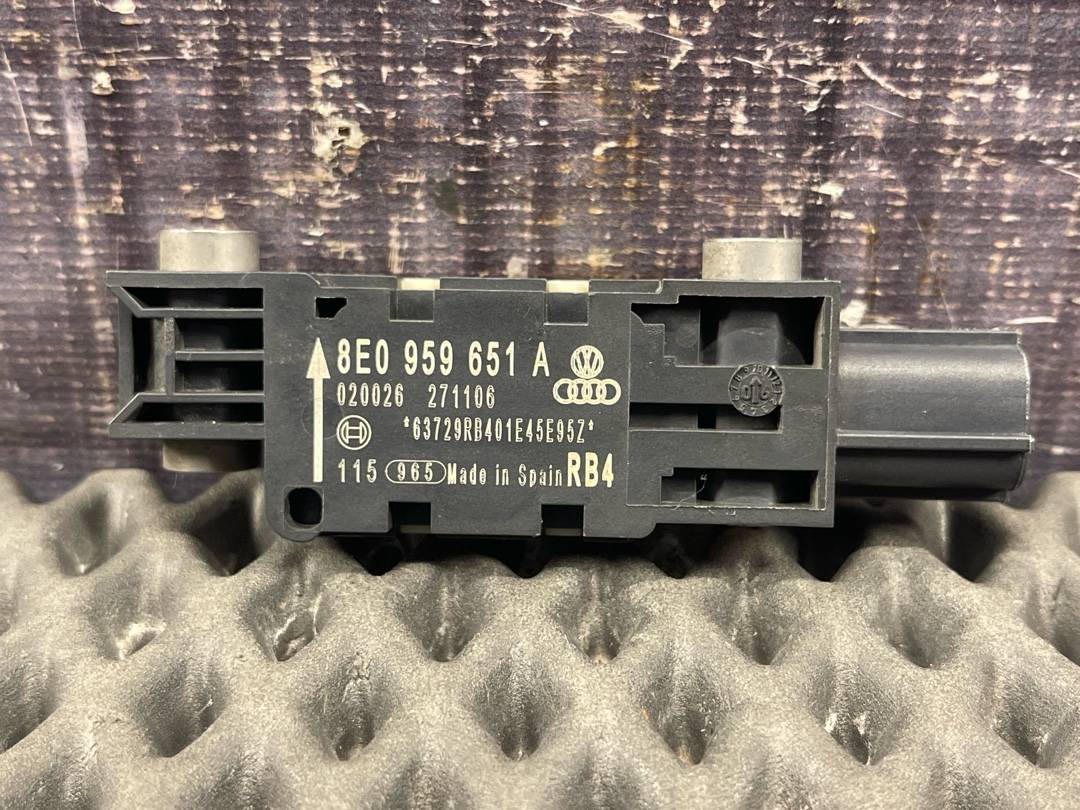 8E0 959 651 A
020026 271106
*63729RB401E45E95Z*
115 965 Made in Spain RB4